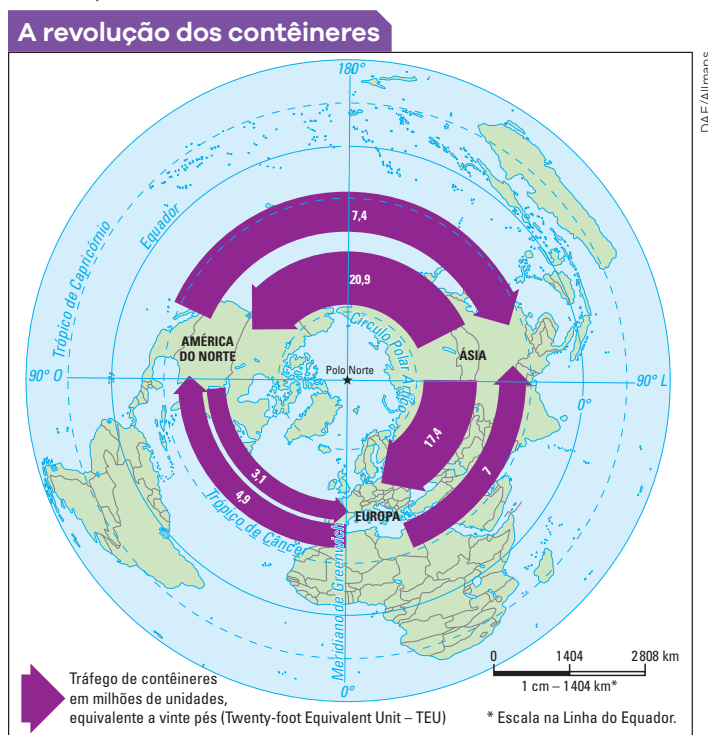 A revolução dos contêineres
DAE/Allmaps
180°
7,4
Trópico de Capricórnio
Equador
20,9
AMÉRICA
DO NORTE
Círculo Polar Ártico
ÁSIA
Polo Norte
90° O
90° L
0°
17,4
3,1
4,9
7
EUROPA
Trópico de Câncer
Meridiano de Greenwich
0°
0 1404 2808 km
1 cm – 1404 km*
Tráfego de contêineres
em milhões de unidades,
equivalente a vinte pés (Twenty-foot Equivalent Unit – TEU)
* Escala na Linha do Equador.